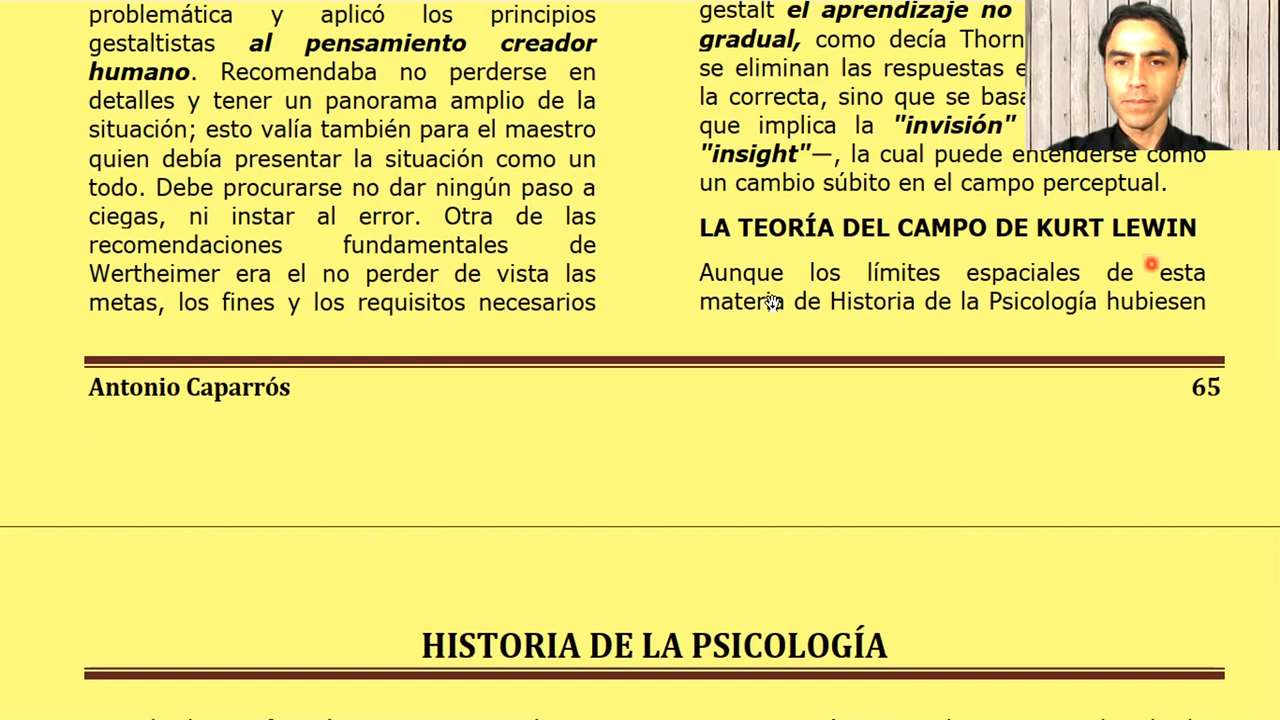 problemática y aplicó los principios
gestaltistas al pensamiento creador
humano. Recomendaba no perderse en
detalles y tener un panorama amplio de la
situación; esto valía también para el maestro
quien debía presentar la situación como un
todo. Debe procurarse no dar ningún paso a
ciegas, ni instar al error. Otra de las
recomendaciones fundamentales de
Wertheimer era el no perder de vista las
metas, los fines y los requisitos necesarios
gestalt el aprendizaje no
gradual, como decía
se eliminan las respuestas
la correcta, sino que se
que implica la "invisión"
"insight"—, la cual puede entenderse como
un cambio súbito en el campo perceptual.
LA TEORÍA DEL CAMPO DE KURT LEWIN
Aunque los límites espaciales de esta
materia de Historia de la Psicología hubiesen
Antonio Caparrós 65
HISTORIA DE LA PSICOLOGÍA